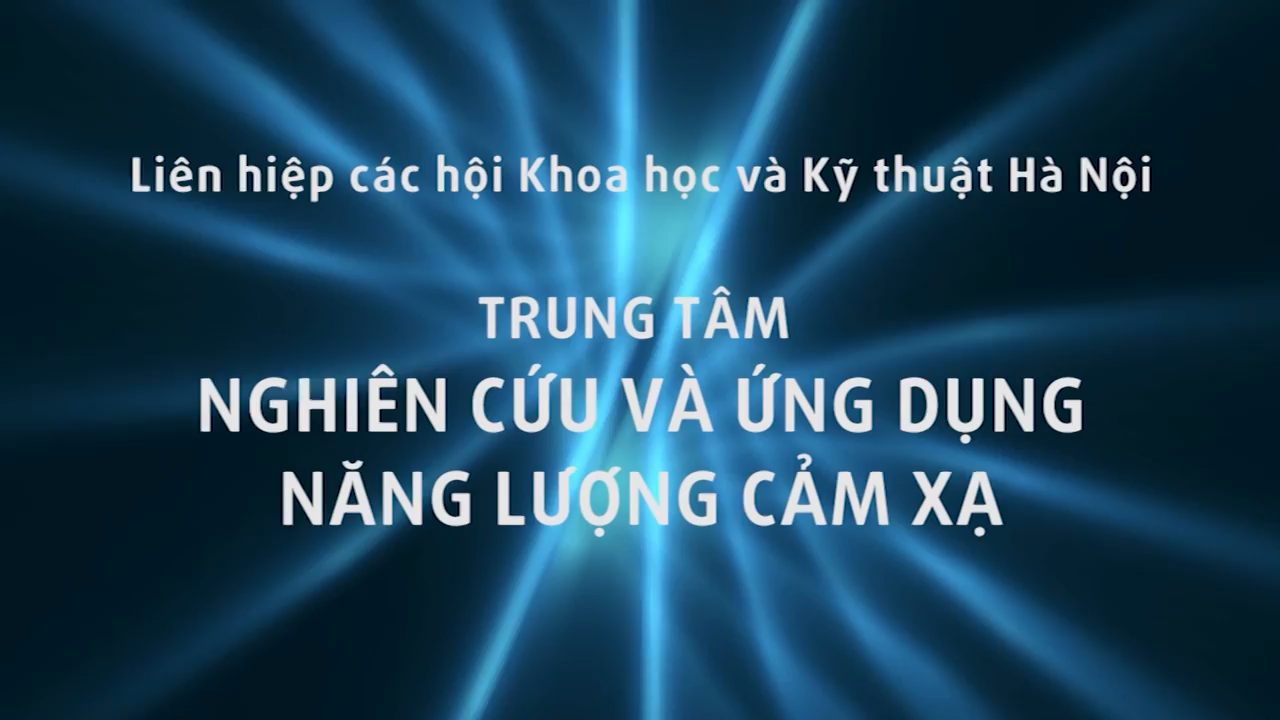 Liên hiệp các hội Khoa học và Kỹ thuật Hà Nội
TRUNG TÂM
NGHIÊN CỨU VÀ ỨNG DỤNG
NĂNG LƯỢNG CẢM XẠ